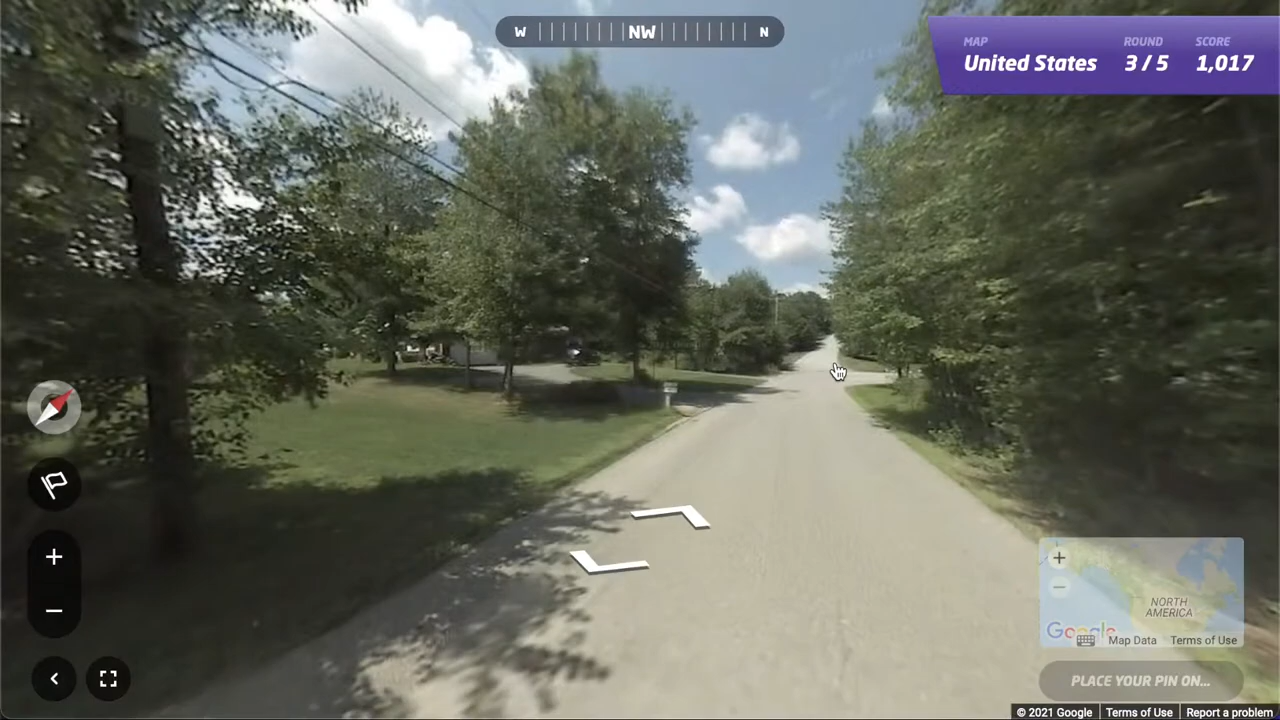 W NW N
MAP ROUND SCORE
United States 3 / 5 1,017
+
−
+
−
NORTH
AMERICA
Google
Map Data Terms of Use
PLACE YOUR PIN ON...
© 2021 Google Terms of Use Report a problem